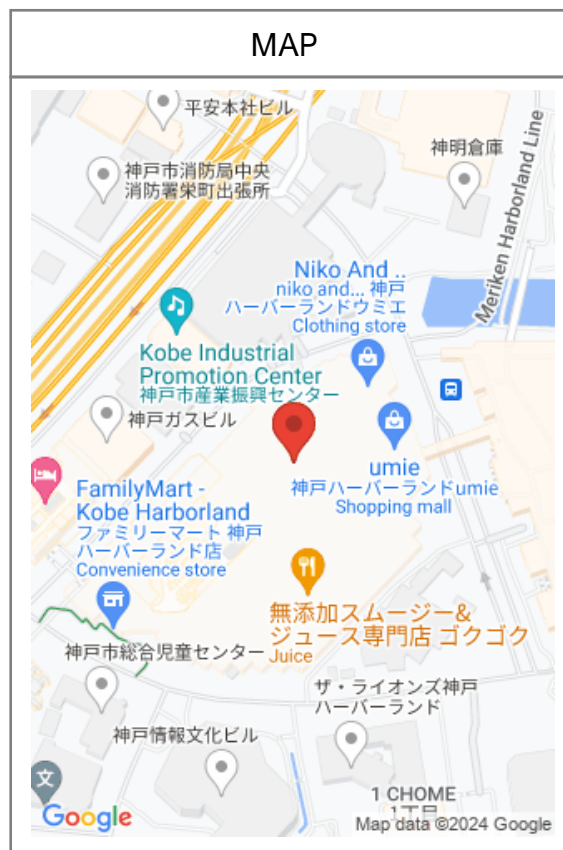 MAP
平安本社ビル
神戸市消防局中央
消防署栄町出張所
神明倉庫
Meriken Harborland Line
Niko And ..
niko and... 神戸
ハーバーランドウミエ
Clothing store
Kobe Industrial
Promotion Center
神戸市産業振興センター
神戸ガスビル
umie
神戸ハーバーランドumie
Shopping mall
FamilyMart -
Kobe Harborland
ファミリーマート 神戸
ハーバーランド店
Convenience store
無添加スムージー&
ジュース専門店 ゴクゴク
Juice
神戸市総合児童センター
ザ・ライオンズ神戸
ハーバーランド
神戸情報文化ビル
文
1 CHOME
1丁目
Google
Map data ©2024 Google